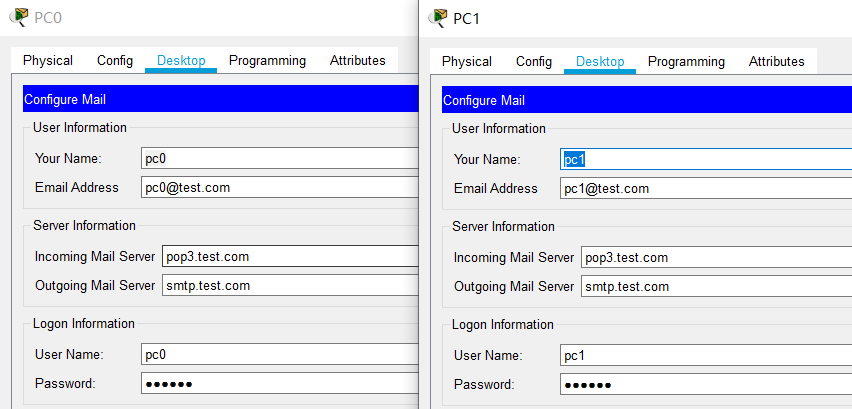 PC0
Physical Config Desktop Programming Attributes
Configure Mail
User Information
Your Name: pc0
Email Address pc0@test.com
Server Information
Incoming Mail Server pop3.test.com
Outgoing Mail Server smtp.test.com
Logon Information
User Name: pc0
Password: ●●●●●●
PC1
Physical Config Desktop Programming Attributes
Configure Mail
User Information
Your Name: pc1
Email Address pc1@test.com
Server Information
Incoming Mail Server pop3.test.com
Outgoing Mail Server smtp.test.com
Logon Information
User Name: pc1
Password: ●●●●●●